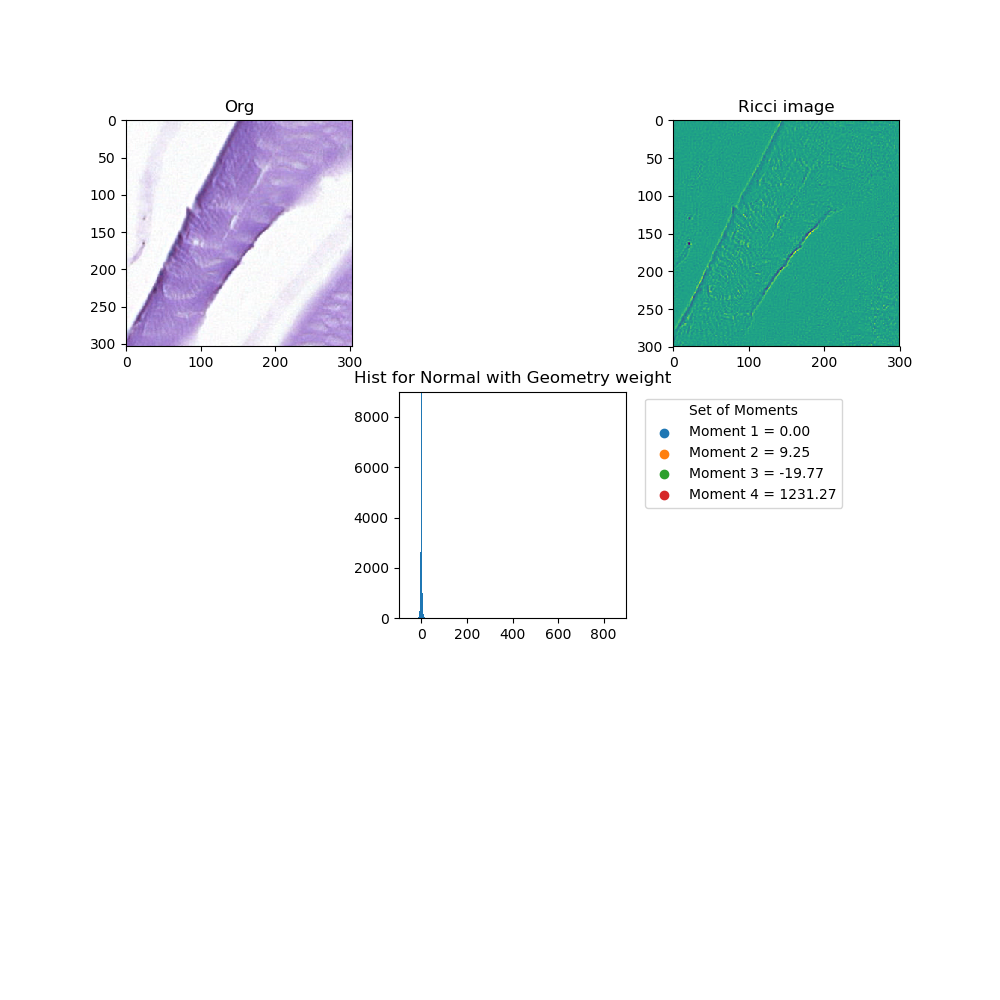 Org
0
50
100
150
200
250
300
0 100 200 300
Ricci image
0
50
100
150
200
250
300
0 100 200 300
Hist for Normal with Geometry weight
8000
6000
4000
2000
0
0 200 400 600 800
Set of Moments
Moment 1 = 0.00
Moment 2 = 9.25
Moment 3 = -19.77
Moment 4 = 1231.27